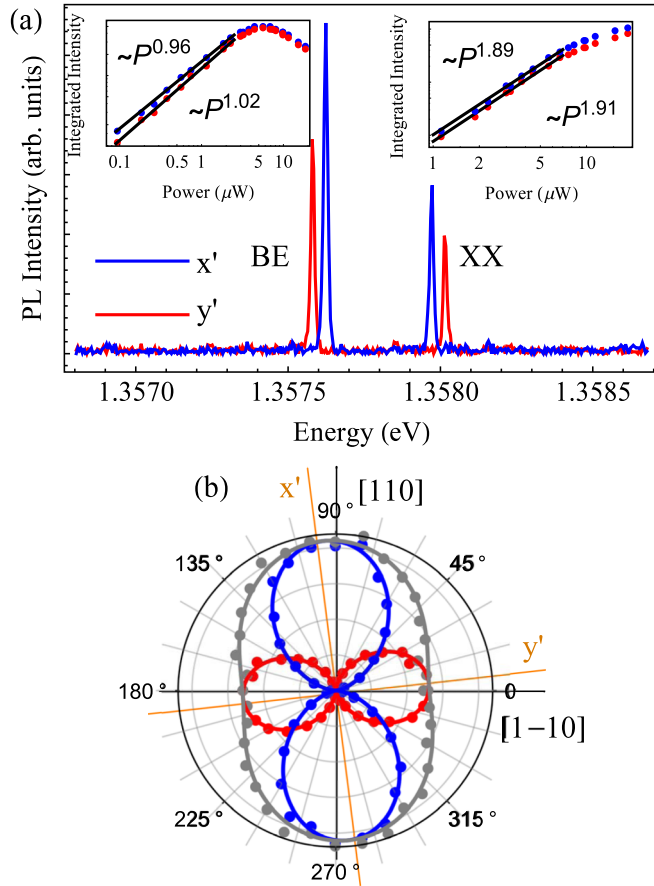 (a)
PL Intensity (arb. units)
Integrated Intensity
~P^0.96
~P^1.02
0.1 0.5 1 5 10
Power (μW)
Integrated Intensity
~P^1.89
~P^1.91
1 2 5 10
Power (μW)
x'
y'
BE
XX
1.3570 1.3575 1.3580 1.3585
Energy (eV)
(b)
x'
[110]
90°
135°
45°
y'
180°
0
[1−10]
225°
315°
270°